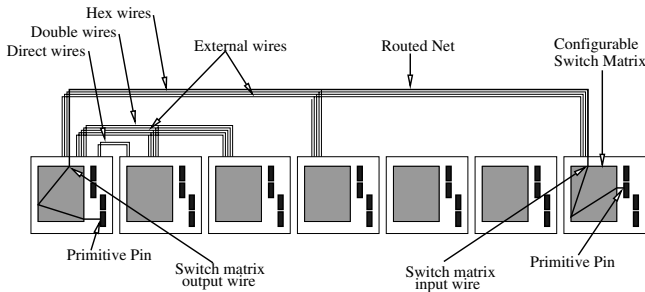 Hex wires
Double wires
Direct wires
External wires
Routed Net
Configurable
Switch Matrix
Primitive Pin
Switch matrix
output wire
Switch matrix
input wire
Primitive Pin